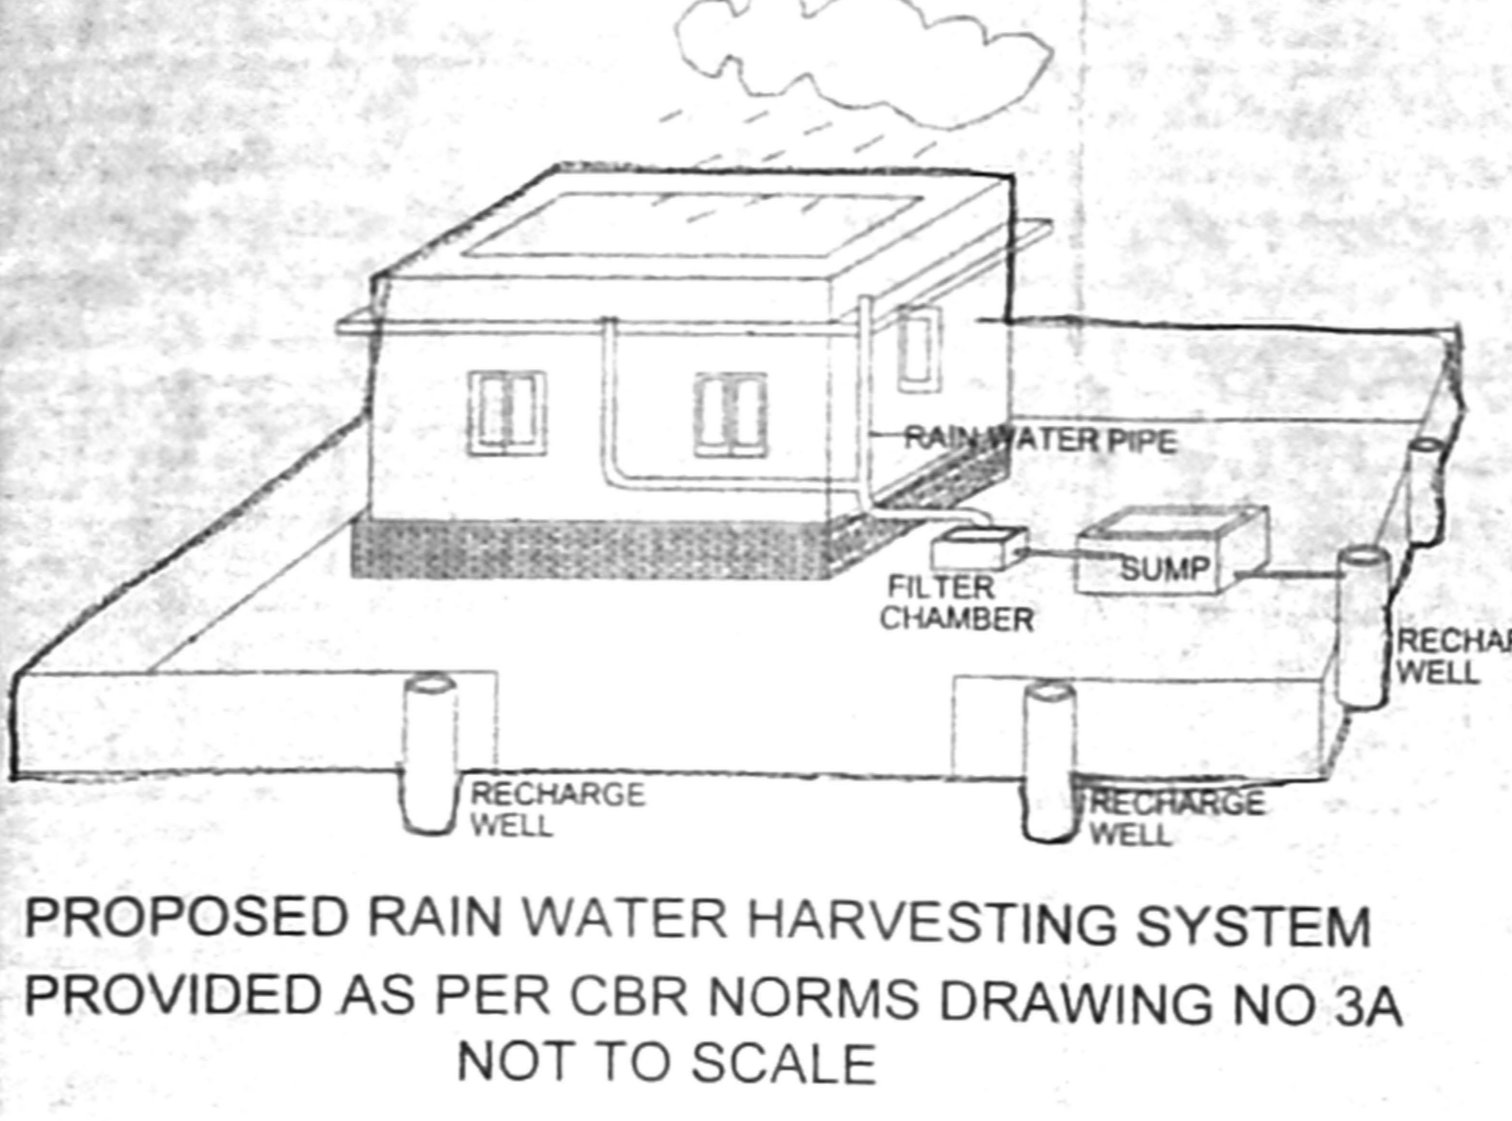 RAIN WATER PIPE
SUMP
FILTER
CHAMBER
RECHAR
WELL
RECHARGE
WELL
RECHARGE
WELL
PROPOSED RAIN WATER HARVESTING SYSTEM
PROVIDED AS PER CBR NORMS DRAWING NO 3A
NOT TO SCALE